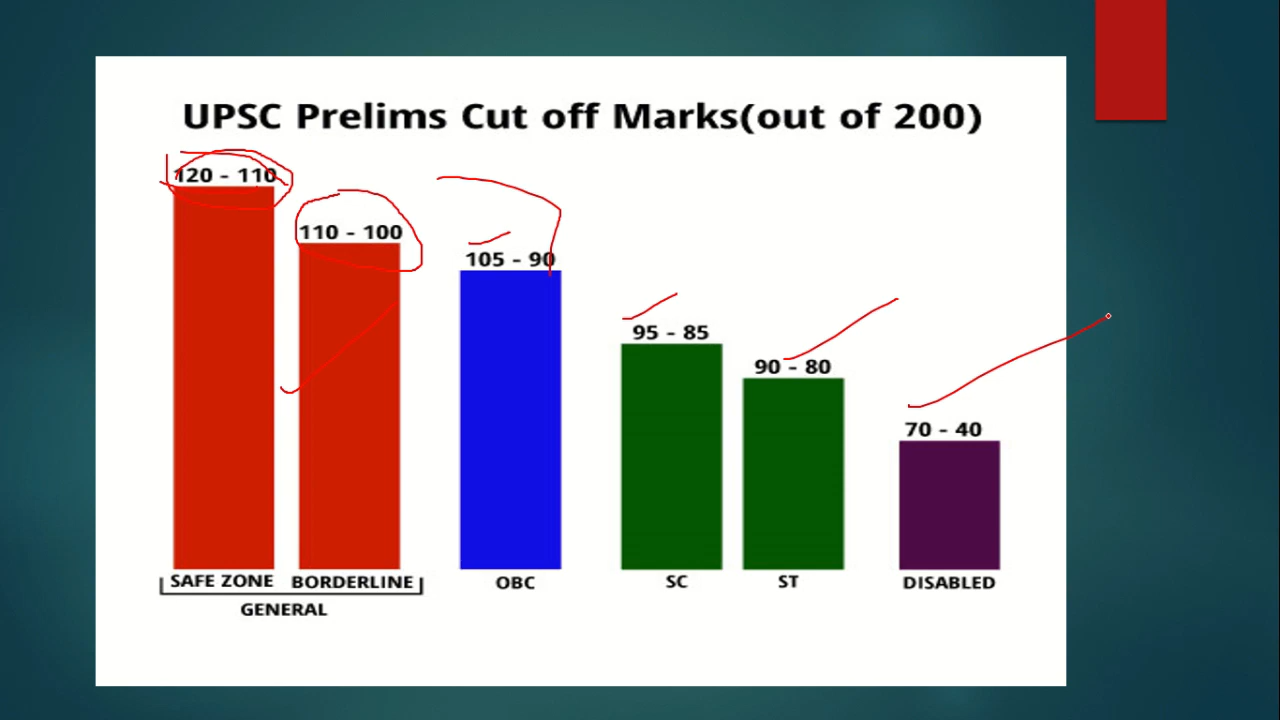 UPSC Prelims Cut off Marks(out of 200)
120 - 110
110 - 100
105 - 90
95 - 85
90 - 80
70 - 40
SAFE ZONE BORDERLINE OBC SC ST DISABLED
GENERAL